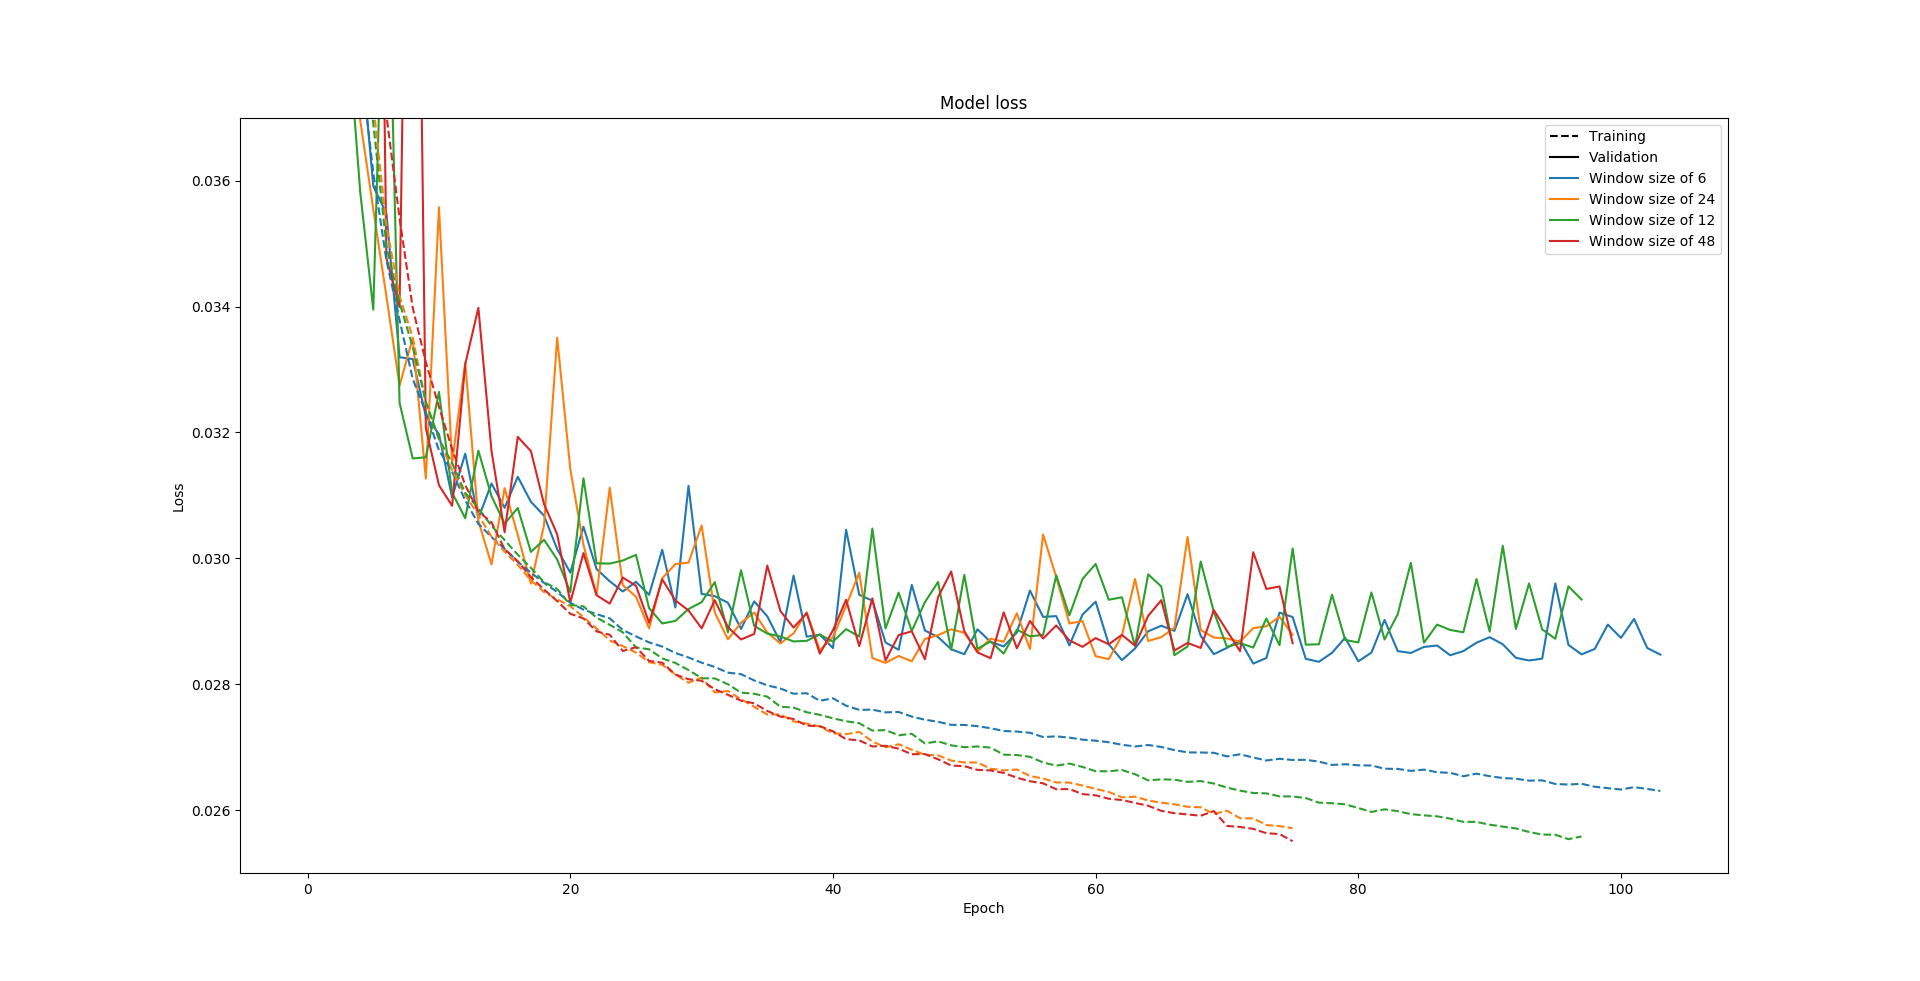 Model loss
Training
Validation
Window size of 6
Window size of 24
Window size of 12
Window size of 48
0.036
0.034
0.032
0.030
0.028
0.026
Loss
0 20 40 60 80 100
Epoch